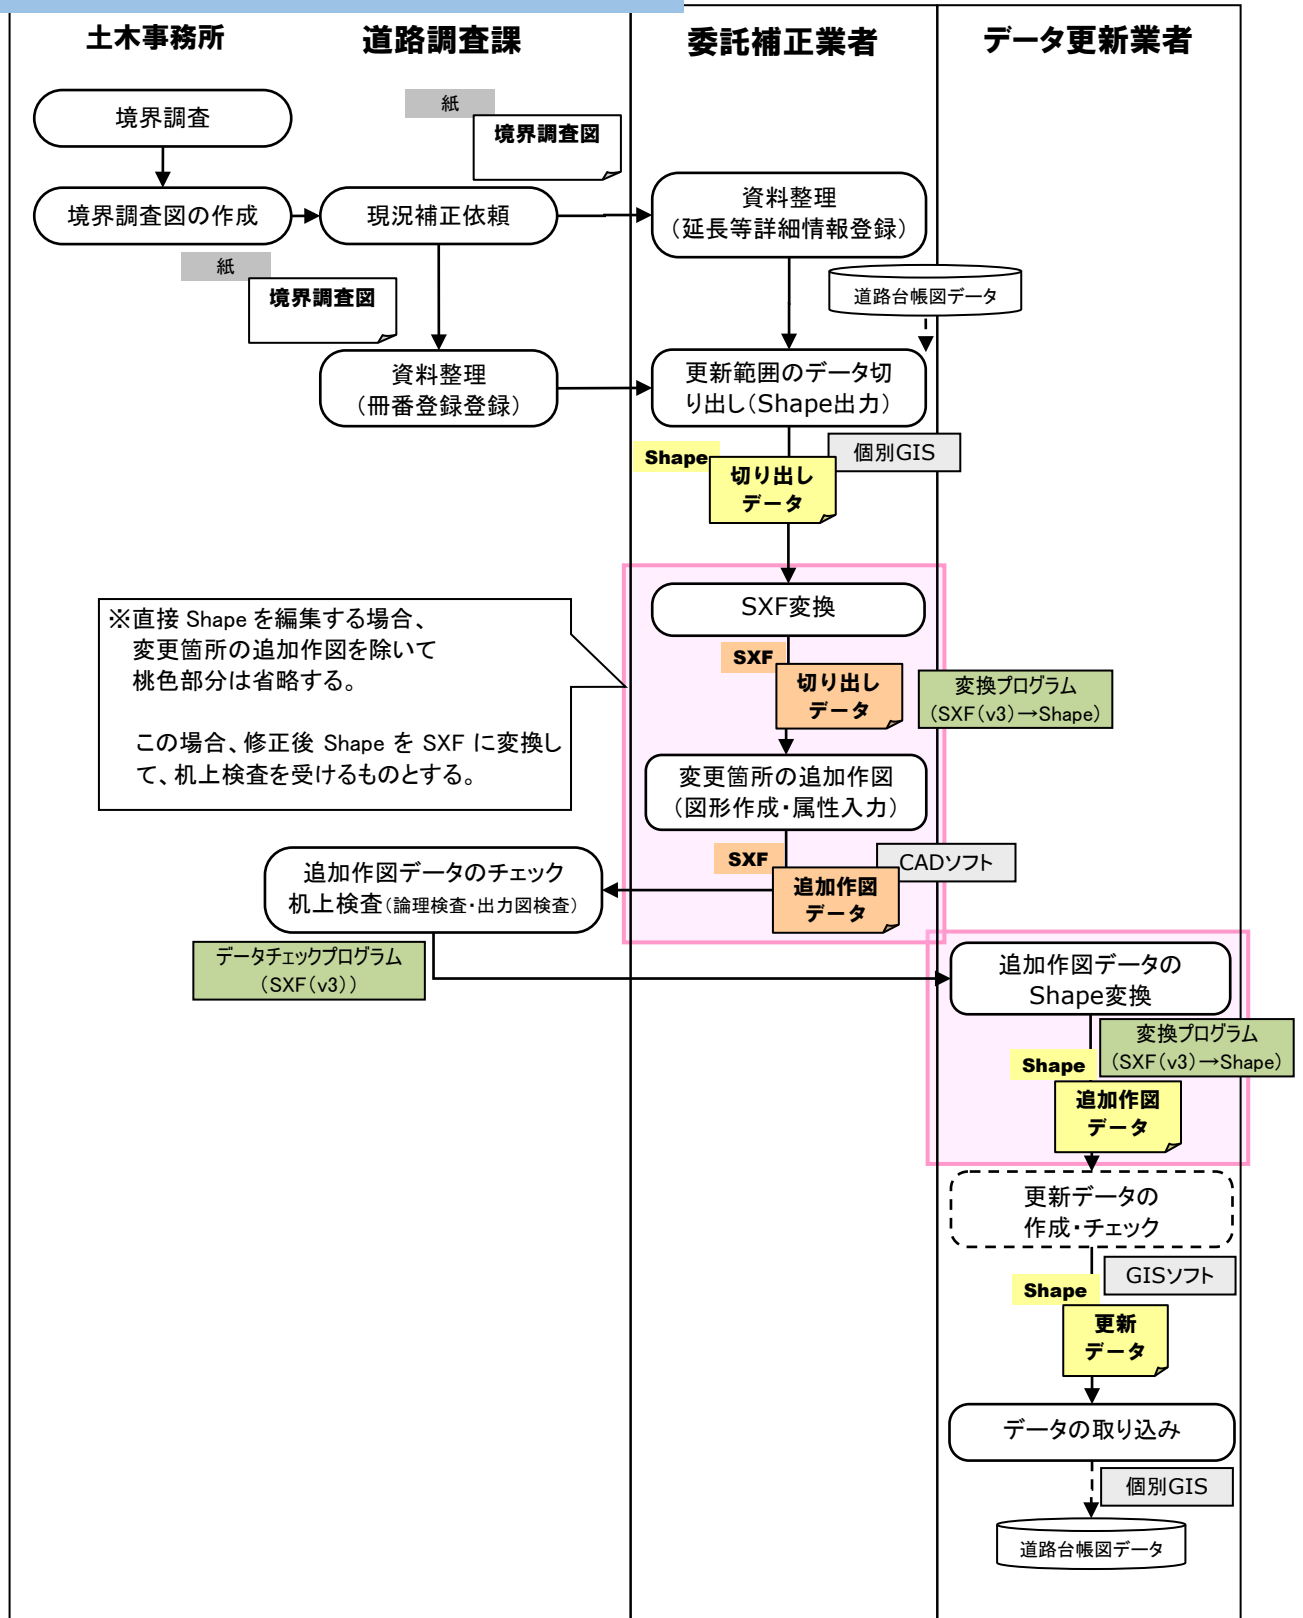 土木事務所
道路調査課
委託補正業者
データ更新業者
境界調査
紙
境界調査図
境界調査図の作成
現況補正依頼
資料整理
（延長等詳細情報登録）
紙
境界調査図
道路台帳図データ
資料整理
（冊番登録登録）
更新範囲のデータ切
り出し（Shape出力）
Shape
個別GIS
切り出し
データ
SXF変換
※直接 Shape を編集する場合、
変更箇所の追加作図を除いて
桃色部分は省略する。
この場合、修正後 Shape を SXF に変換し
て、机上検査を受けるものとする。
SXF
切り出し
データ
変換プログラム
（SXF（v3）→Shape）
変更箇所の追加作図
（図形作成・属性入力）
SXF
CADソフト
追加作図
データ
追加作図データのチェック
机上検査（論理検査・出力図検査）
データチェックプログラム
（SXF（v3））
追加作図データの
Shape変換
変換プログラム
（SXF（v3）→Shape）
Shape
追加作図
データ
更新データの
作成・チェック
GISソフト
Shape
更新
データ
データの取り込み
個別GIS
道路台帳図データ